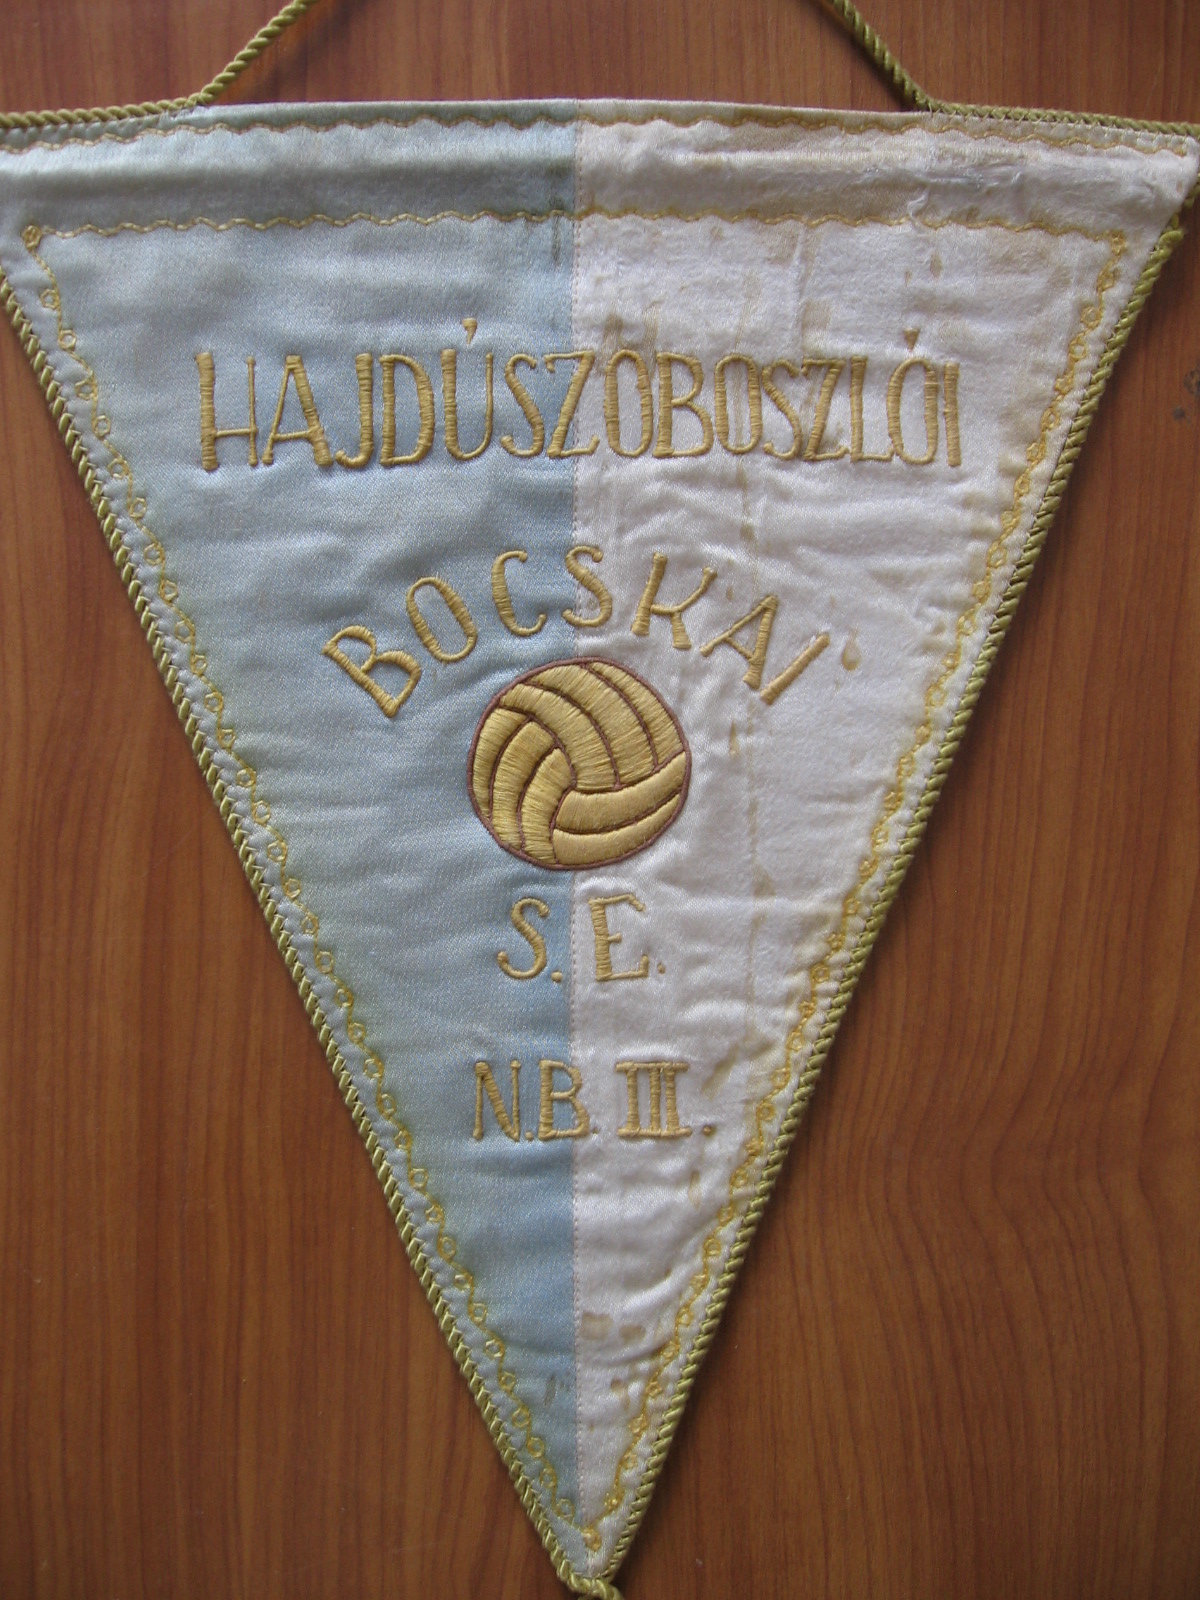 HAJDÚSZOBOSZLÓI
BOCSKAI
S. E.
N.B. III.